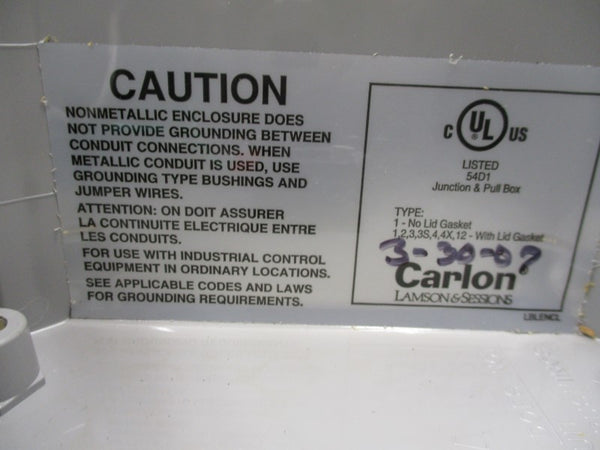 CAUTION
NONMETALLIC ENCLOSURE DOES
NOT PROVIDE GROUNDING BETWEEN
CONDUIT CONNECTIONS. WHEN
METALLIC CONDUIT IS USED, USE
GROUNDING TYPE BUSHINGS AND
JUMPER WIRES.
ATTENTION: ON DOIT ASSURER
LA CONTINUITE ELECTRIQUE ENTRE
LES CONDUITS.
FOR USE WITH INDUSTRIAL CONTROL
EQUIPMENT IN ORDINARY LOCATIONS.
SEE APPLICABLE CODES AND LAWS
FOR GROUNDING REQUIREMENTS.
C UL US
LISTED
54D1
Junction & Pull Box
TYPE:
1 - No Lid Gasket
1,2,3,3S,4,4X,12 - With Lid Gasket
3-30-07
Carlon
LAMSON & SESSIONS
LBLENCL